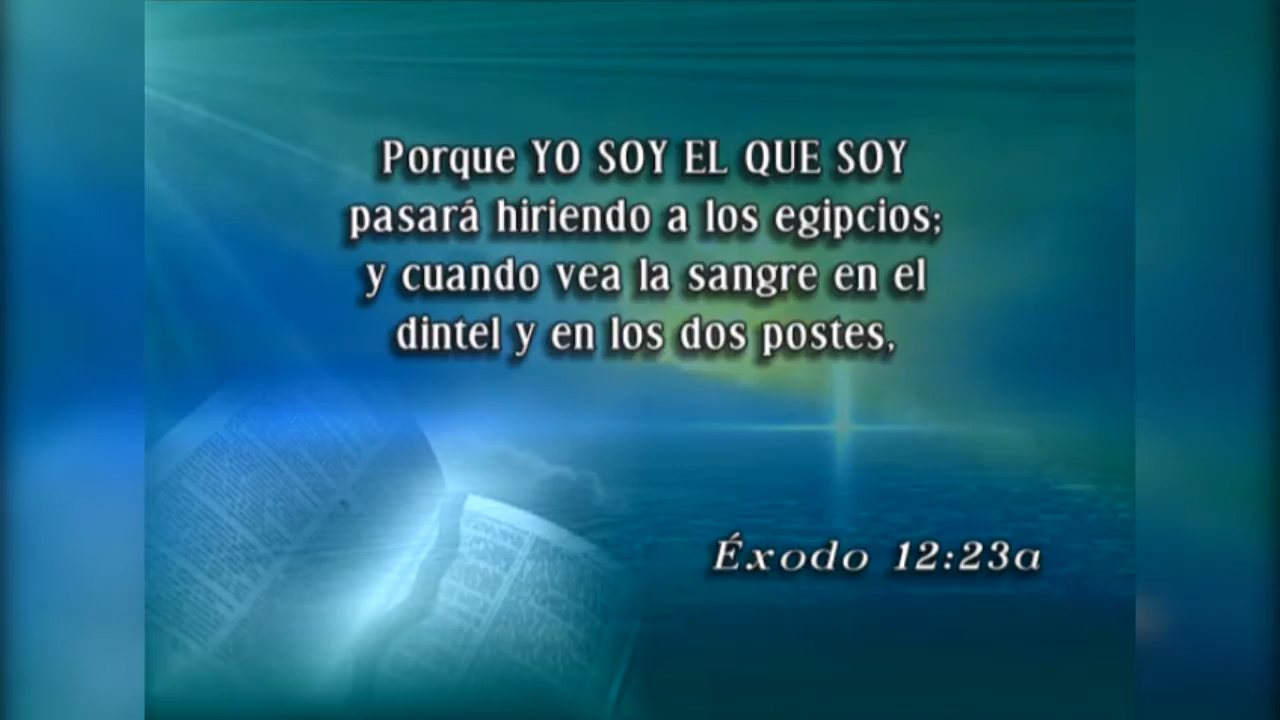 Porque YO SOY EL QUE SOY
pasará hiriendo a los egipcios;
y cuando vea la sangre en el
dintel y en los dos postes,
Éxodo 12:23a